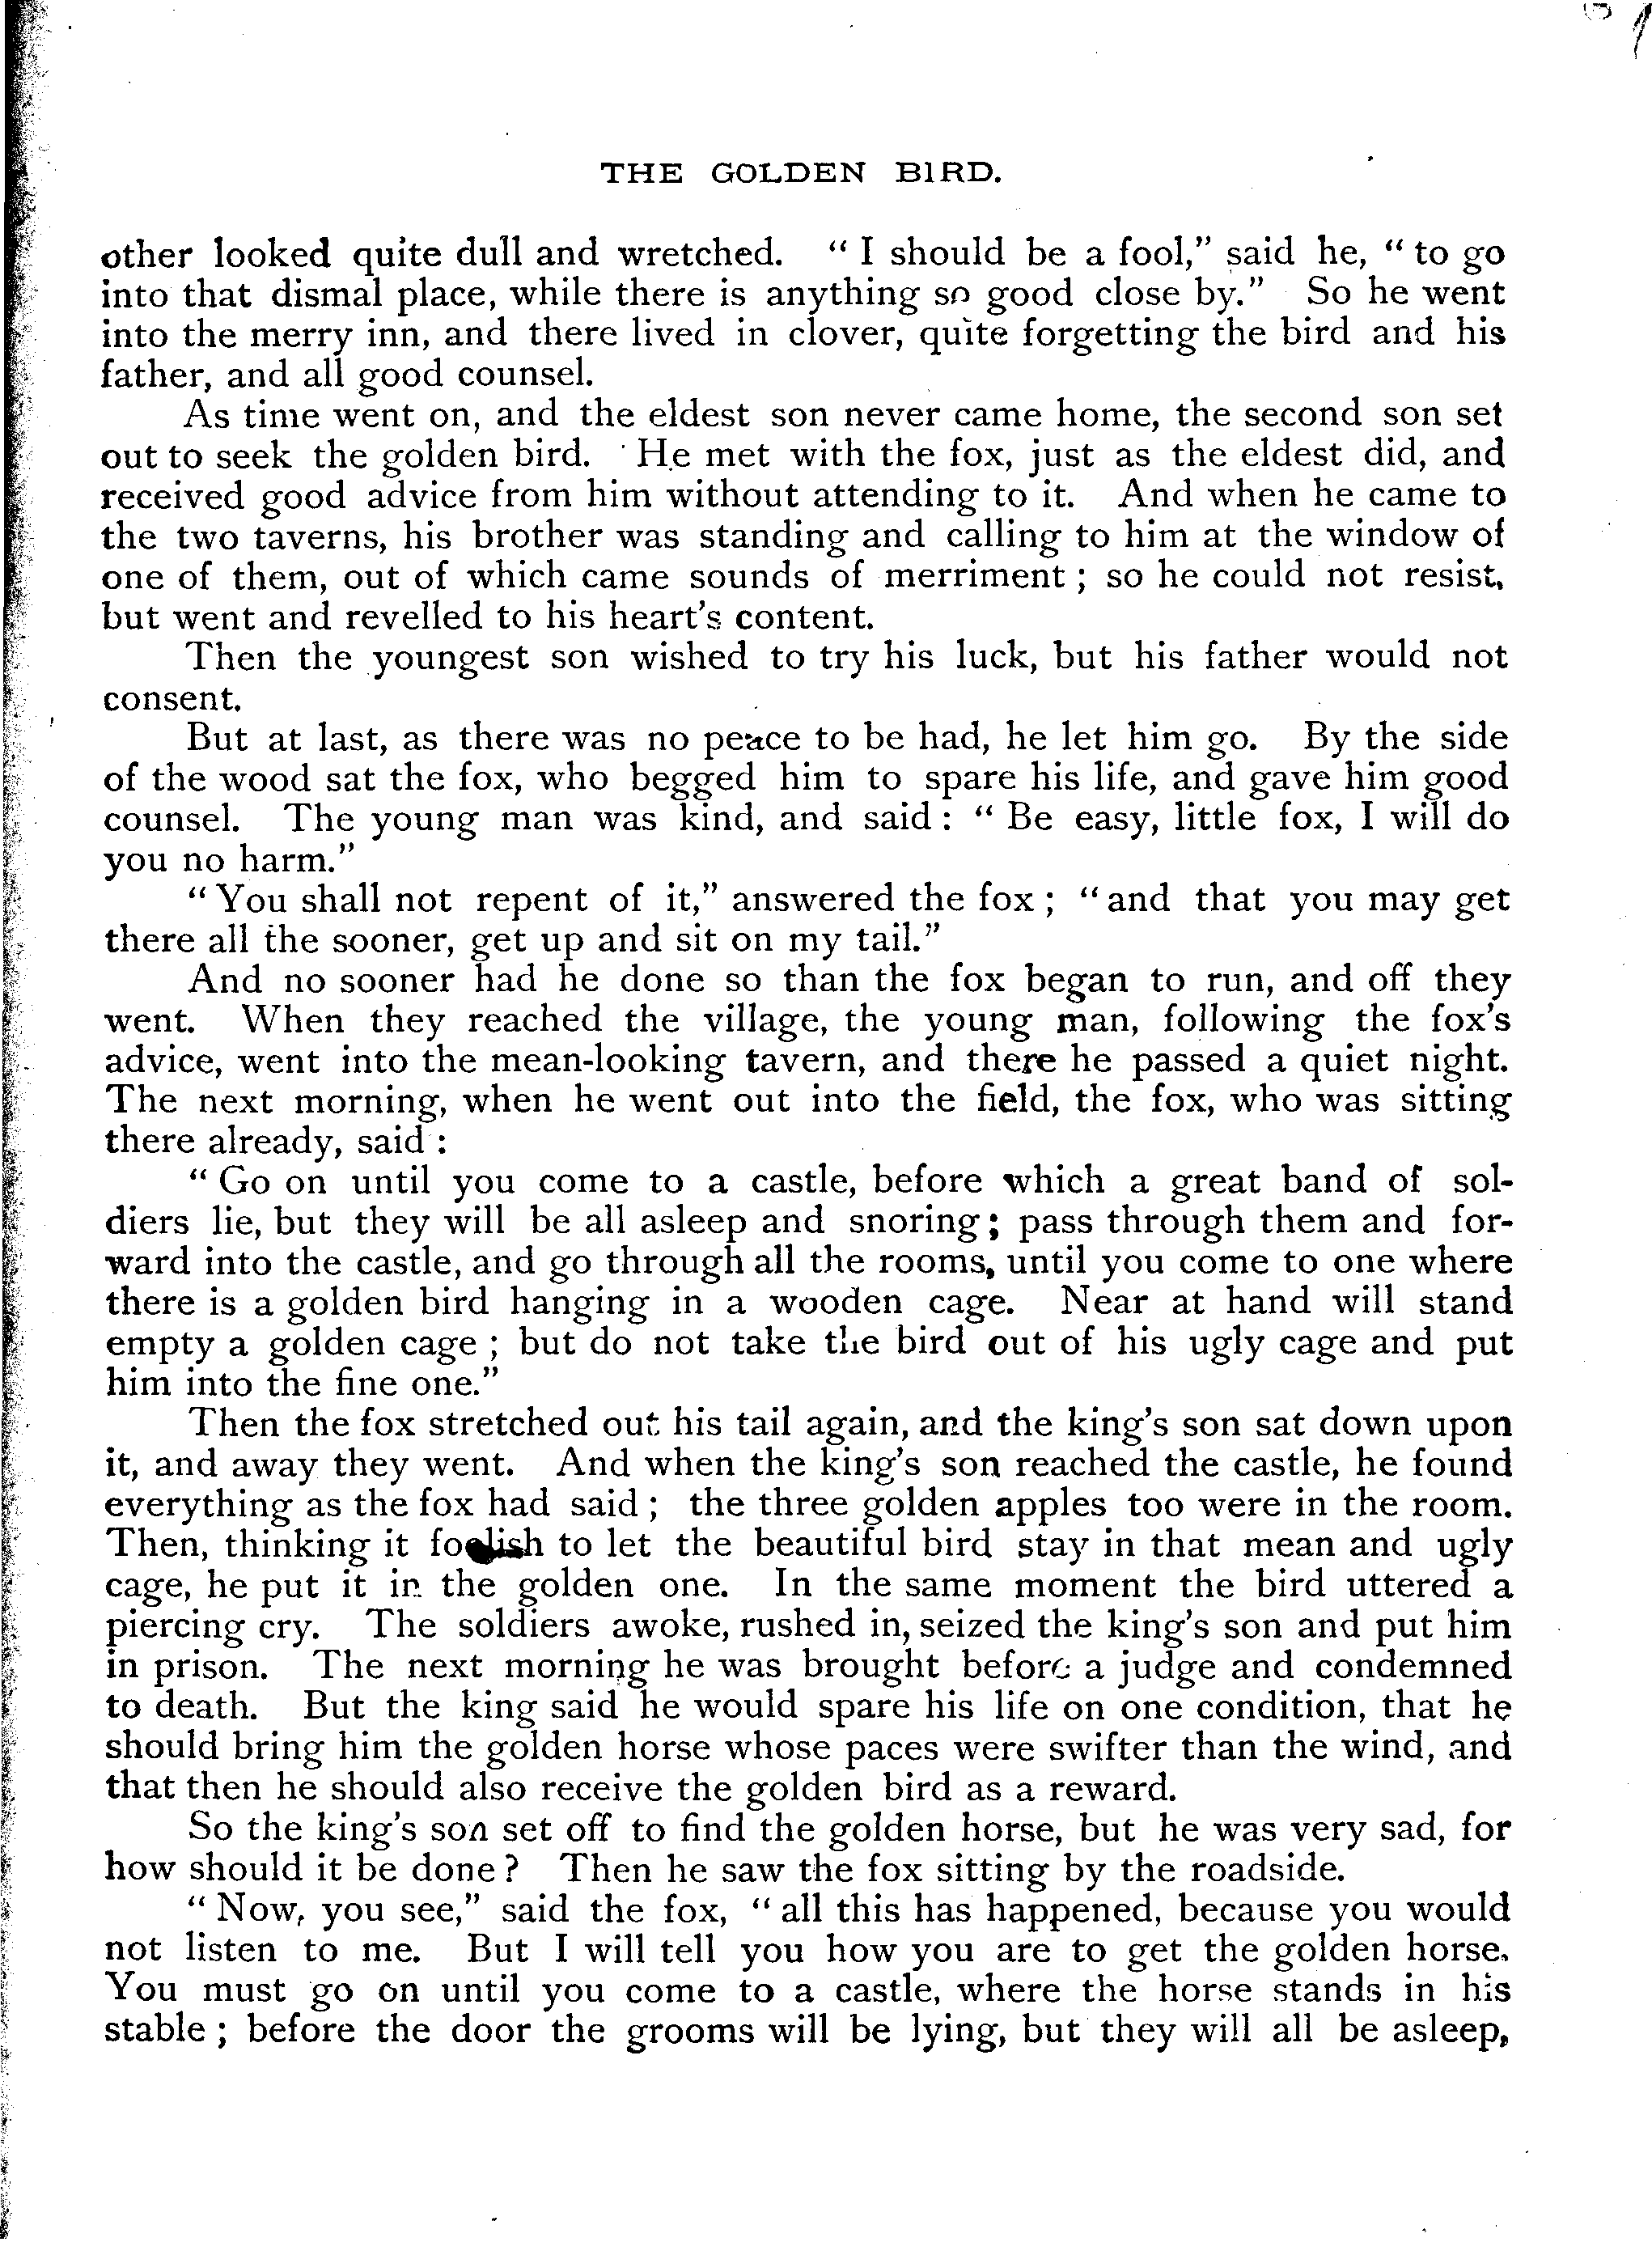 THE GOLDEN BIRD.
other looked quite dull and wretched. “ I should be a fool,” said he, “ to go
into that dismal place, while there is anything so good close by.” So he went
into the merry inn, and there lived in clover, quite forgetting the bird and his
father, and all good counsel.
As time went on, and the eldest son never came home, the second son set
out to seek the golden bird. He met with the fox, just as the eldest did, and
received good advice from him without attending to it. And when he came to
the two taverns, his brother was standing and calling to him at the window of
one of them, out of which came sounds of merriment ; so he could not resist,
but went and revelled to his heart’s content.
Then the youngest son wished to try his luck, but his father would not
consent.
But at last, as there was no peace to be had, he let him go. By the side
of the wood sat the fox, who begged him to spare his life, and gave him good
counsel. The young man was kind, and said : “ Be easy, little fox, I will do
you no harm.”
“ You shall not repent of it,” answered the fox ; “ and that you may get
there all the sooner, get up and sit on my tail.”
And no sooner had he done so than the fox began to run, and off they
went. When they reached the village, the young man, following the fox’s
advice, went into the mean-looking tavern, and there he passed a quiet night.
The next morning, when he went out into the field, the fox, who was sitting
there already, said :
“ Go on until you come to a castle, before which a great band of sol-
diers lie, but they will be all asleep and snoring ; pass through them and for-
ward into the castle, and go through all the rooms, until you come to one where
there is a golden bird hanging in a wooden cage. Near at hand will stand
empty a golden cage ; but do not take the bird out of his ugly cage and put
him into the fine one.”
Then the fox stretched out his tail again, and the king’s son sat down upon
it, and away they went. And when the king’s son reached the castle, he found
everything as the fox had said ; the three golden apples too were in the room.
Then, thinking it foolish to let the beautiful bird stay in that mean and ugly
cage, he put it in the golden one. In the same moment the bird uttered a
piercing cry. The soldiers awoke, rushed in, seized the king’s son and put him
in prison. The next morning he was brought before a judge and condemned
to death. But the king said he would spare his life on one condition, that he
should bring him the golden horse whose paces were swifter than the wind, and
that then he should also receive the golden bird as a reward.
So the king’s son set off to find the golden horse, but he was very sad, for
how should it be done ? Then he saw the fox sitting by the roadside.
“ Now, you see,” said the fox, “ all this has happened, because you would
not listen to me. But I will tell you how you are to get the golden horse.
You must go on until you come to a castle, where the horse stands in his
stable ; before the door the grooms will be lying, but they will all be asleep,